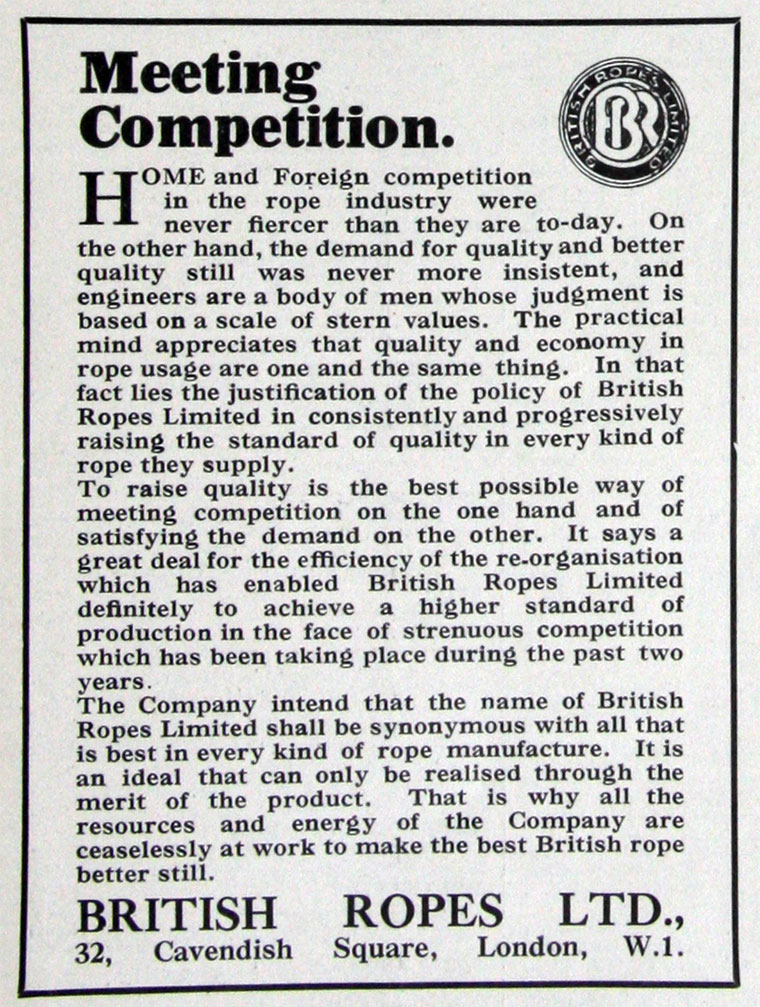 Meeting
Competition.
BRITISH ROPES LIMITED
BR
HOME and Foreign competition
in the rope industry were
never fiercer than they are to-day. On
the other hand, the demand for quality and better
quality still was never more insistent, and
engineers are a body of men whose judgment is
based on a scale of stern values. The practical
mind appreciates that quality and economy in
rope usage are one and the same thing. In that
fact lies the justification of the policy of British
Ropes Limited in consistently and progressively
raising the standard of quality in every kind of
rope they supply.
To raise quality is the best possible way of
meeting competition on the one hand and of
satisfying the demand on the other. It says a
great deal for the efficiency of the re-organisation
which has enabled British Ropes Limited
definitely to achieve a higher standard of
production in the face of strenuous competition
which has been taking place during the past two
years.
The Company intend that the name of British
Ropes Limited shall be synonymous with all that
is best in every kind of rope manufacture. It is
an ideal that can only be realised through the
merit of the product. That is why all the
resources and energy of the Company are
ceaselessly at work to make the best British rope
better still.
BRITISH ROPES LTD.,
32, Cavendish Square, London, W.1.